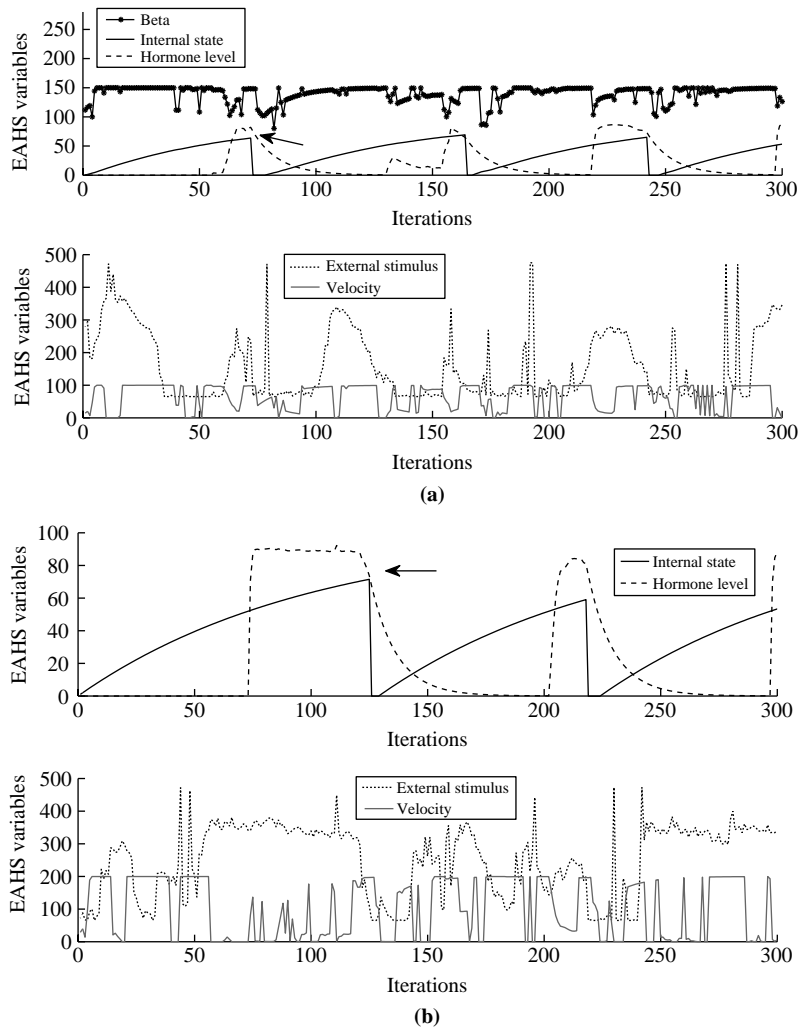 EAHS variables
250
200
150
100
50
0
Beta
Internal state
Hormone level
0 50 100 150 200 250 300
Iterations
EAHS variables
500
400
300
200
100
0
External stimulus
Velocity
0 50 100 150 200 250 300
Iterations
(a)
EAHS variables
100
80
60
40
20
0
Internal state
Hormone level
0 50 100 150 200 250 300
Iterations
EAHS variables
500
400
300
200
100
0
External stimulus
Velocity
0 50 100 150 200 250 300
Iterations
(b)